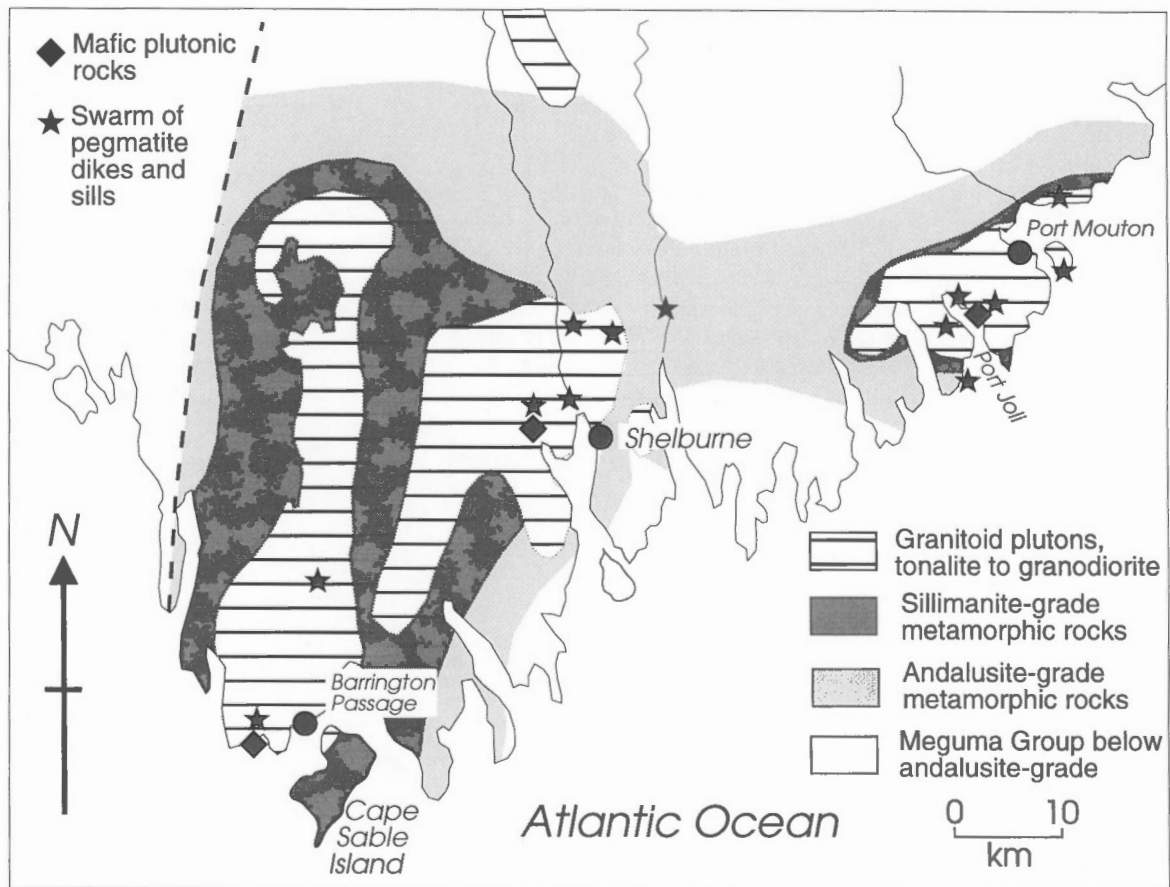 Mafic plutonic
rocks
Swarm of
pegmatite
dikes and
sills
Port Mouton
Port Joli
Shelburne
N
Granitoid plutons,
tonalite to granodiorite
Sillimanite-grade
metamorphic rocks
Andalusite-grade
metamorphic rocks
Meguma Group below
andalusite-grade
Barrington
Passage
Cape
Sable
Island
Atlantic Ocean
0 10
km